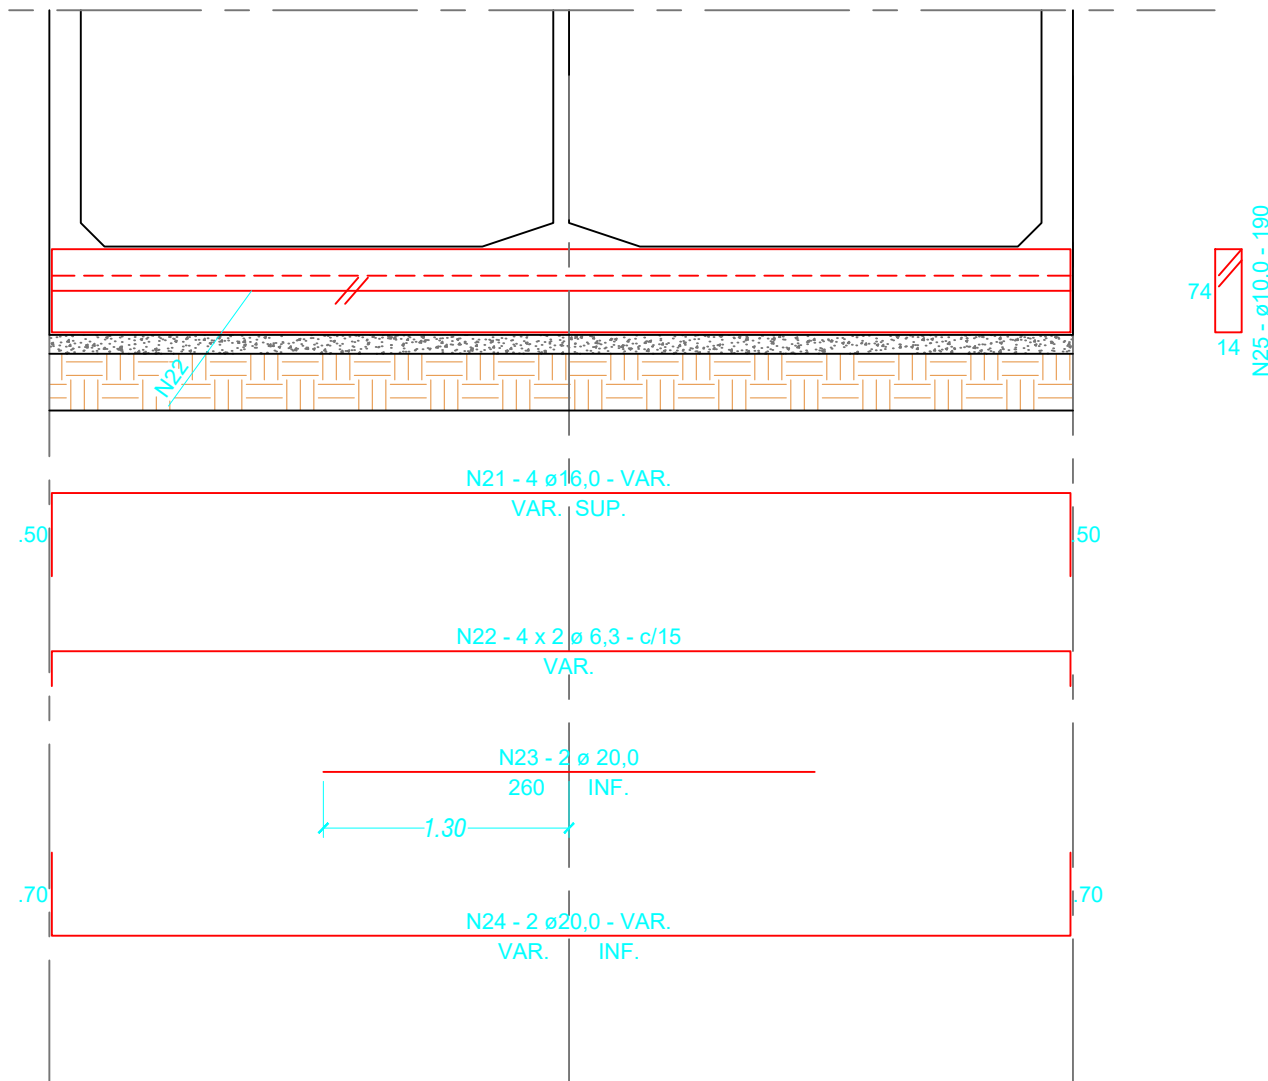 74
14
N25 - ø10.0 - 190
N22
N21 - 4 ø16,0 - VAR.
VAR. SUP.
.50
.50
N22 - 4 x 2 ø 6,3 - c/15
VAR.
N23 - 2 ø 20,0
260 INF.
1.30
.70
.70
N24 - 2 ø20,0 - VAR.
VAR. INF.